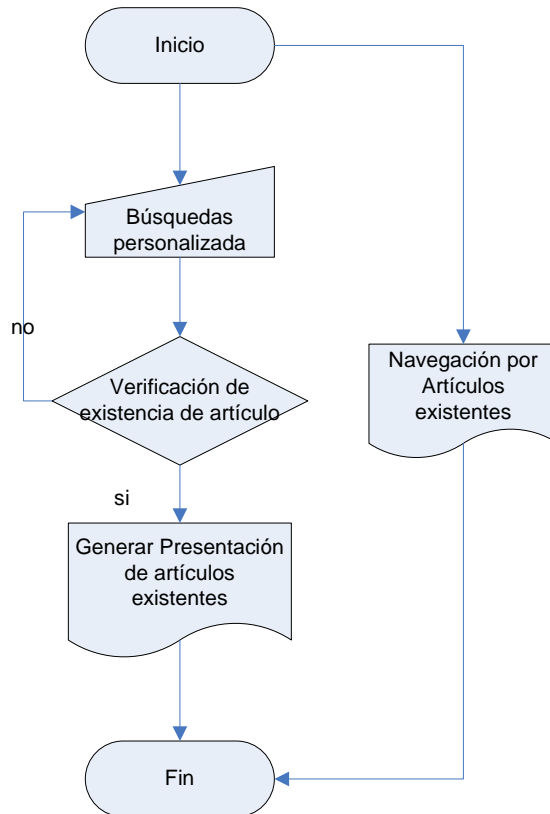 Inicio
Búsquedas
personalizada
no
Verificación de
existencia de artículo
Navegación por
Artículos
existentes
si
Generar Presentación
de artículos
existentes
Fin